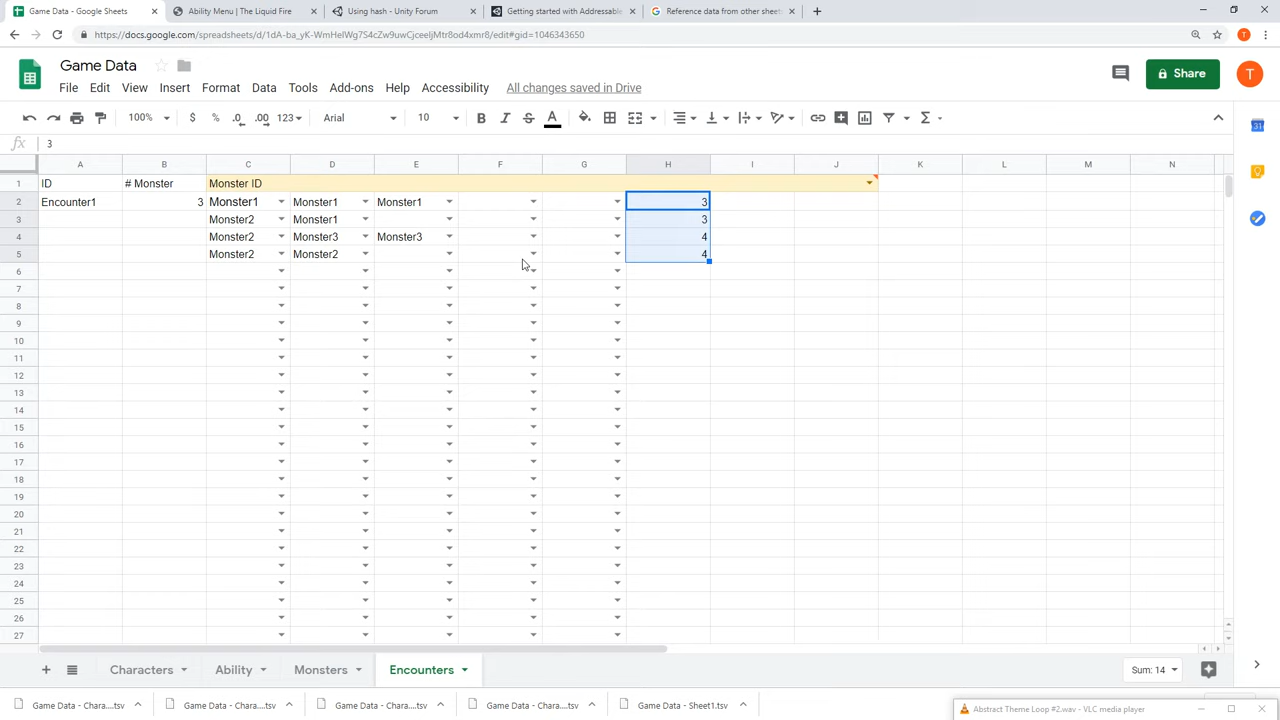 Game Data - Google Sheets
Ability Menu | The Liquid Fire
Using hash - Unity Forum
Getting started with Addressable
Reference data from other sheets
https://docs.google.com/spreadsheets/d/1dA-ba_yK-WmHeIWg7S4cZw9uwCjceeljMtr8od4xmr8/edit#gid=1046343650
T
Game Data
File Edit View Insert Format Data Tools Add-ons Help Accessibility All changes saved in Drive
Share
T
100% $ % .0 .00 123 Arial 10 B I S A Σ
fx 3
A B C D E F G H I J K L M N
1 ID # Monster Monster ID
2 Encounter1 3 Monster1 Monster1 Monster1 3
3 Monster2 Monster1 3
4 Monster2 Monster3 Monster3 4
5 Monster2 Monster2 4
6
7
8
9
10
11
12
13
14
15
16
17
18
19
20
21
22
23
24
25
26
27
31
+ Characters Ability Monsters Encounters Sum: 14
Game Data - Chara....tsv
Game Data - Chara....tsv
Game Data - Chara....tsv
Game Data - Chara....tsv
Game Data - Sheet1.tsv
Abstract Theme Loop #2.wav - VLC media player